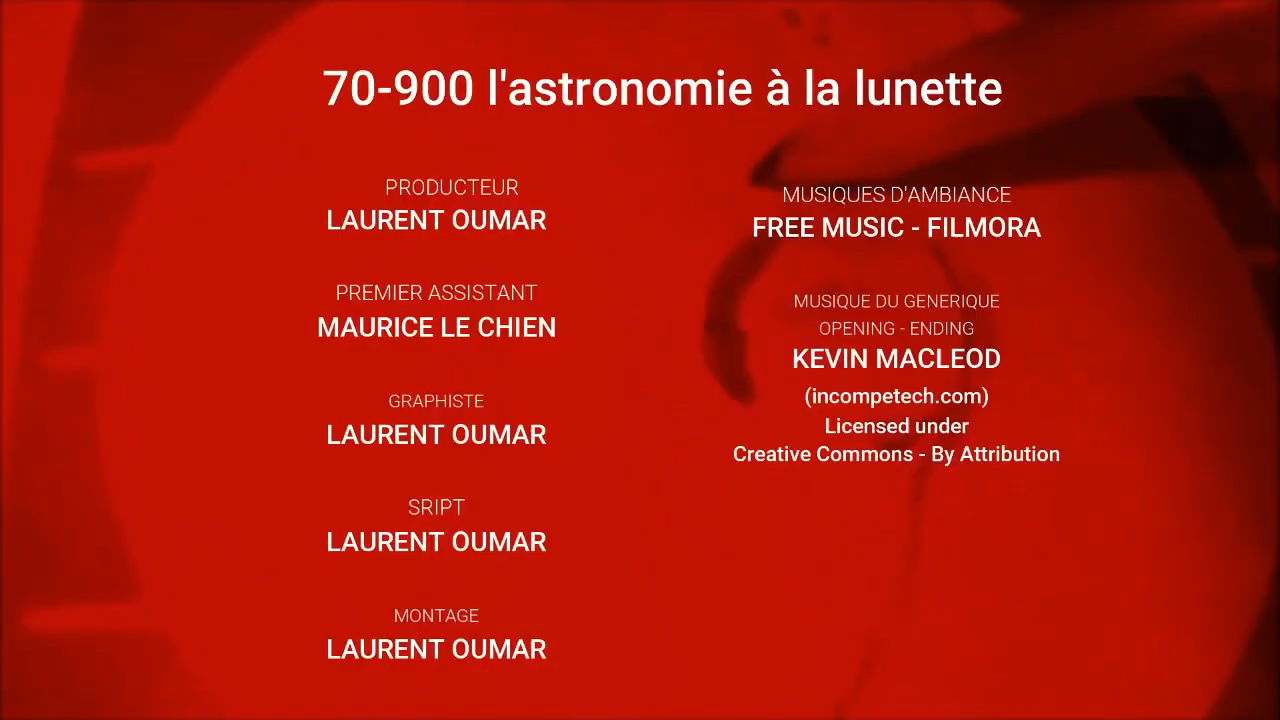 70-900 l'astronomie à la lunette
PRODUCTEUR
LAURENT OUMAR
PREMIER ASSISTANT
MAURICE LE CHIEN
GRAPHISTE
LAURENT OUMAR
SRIPT
LAURENT OUMAR
MONTAGE
LAURENT OUMAR
MUSIQUES D'AMBIANCE
FREE MUSIC - FILMORA
MUSIQUE DU GENERIQUE
OPENING - ENDING
KEVIN MACLEOD
(incompetech.com)
Licensed under
Creative Commons - By Attribution